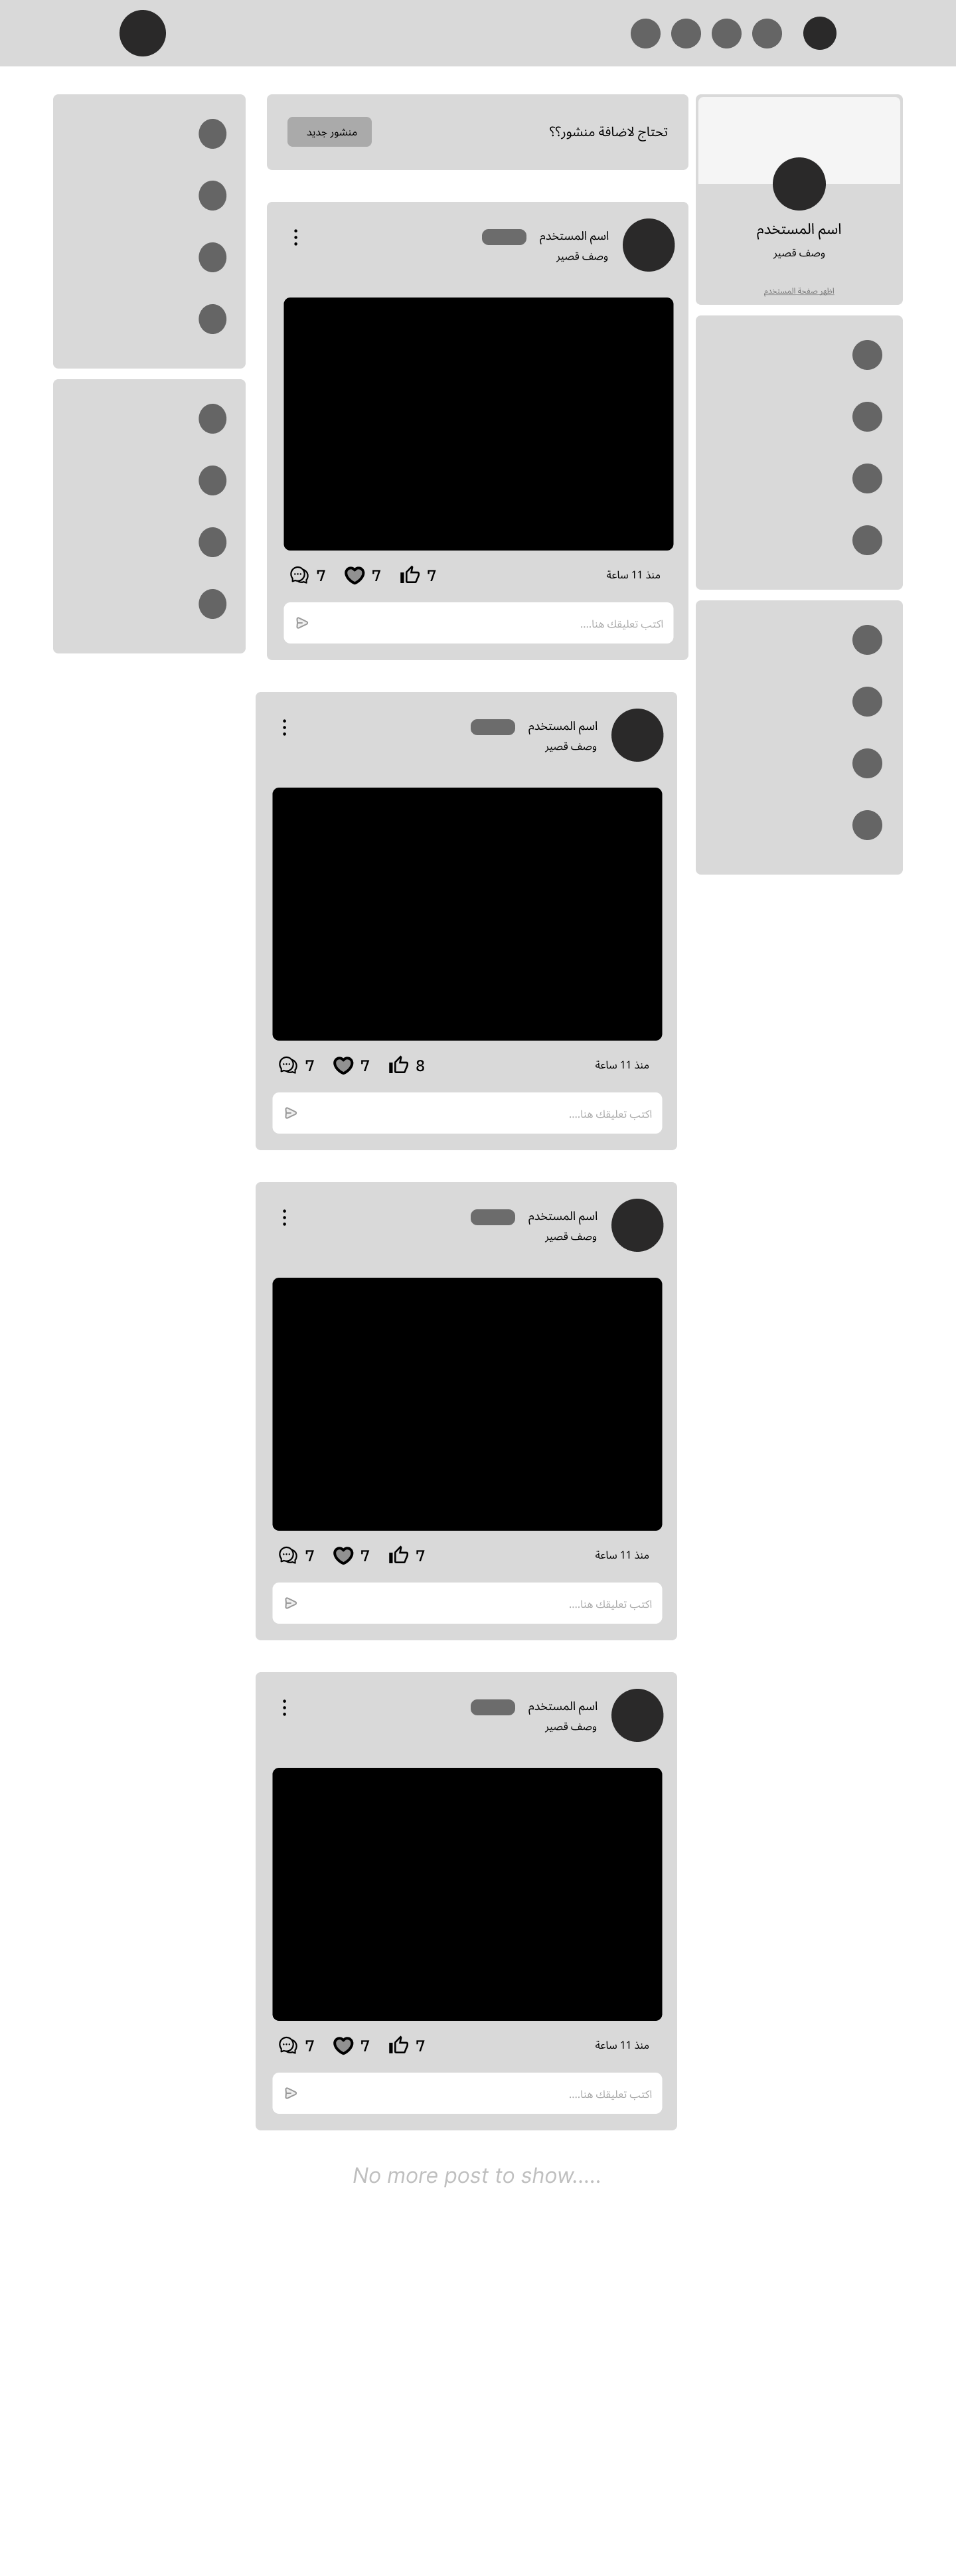 تحتاج لاضافة منشور؟؟
منشور جديد
اسم المستخدم
وصف قصير
اظهر صفحة المستخدم
اسم المستخدم
وصف قصير
منذ 11 ساعة
7
7
7
اكتب تعليقك هنا....
اسم المستخدم
وصف قصير
منذ 11 ساعة
8
7
7
اكتب تعليقك هنا....
اسم المستخدم
وصف قصير
منذ 11 ساعة
7
7
7
اكتب تعليقك هنا....
اسم المستخدم
وصف قصير
منذ 11 ساعة
7
7
7
اكتب تعليقك هنا....
No more post to show.....